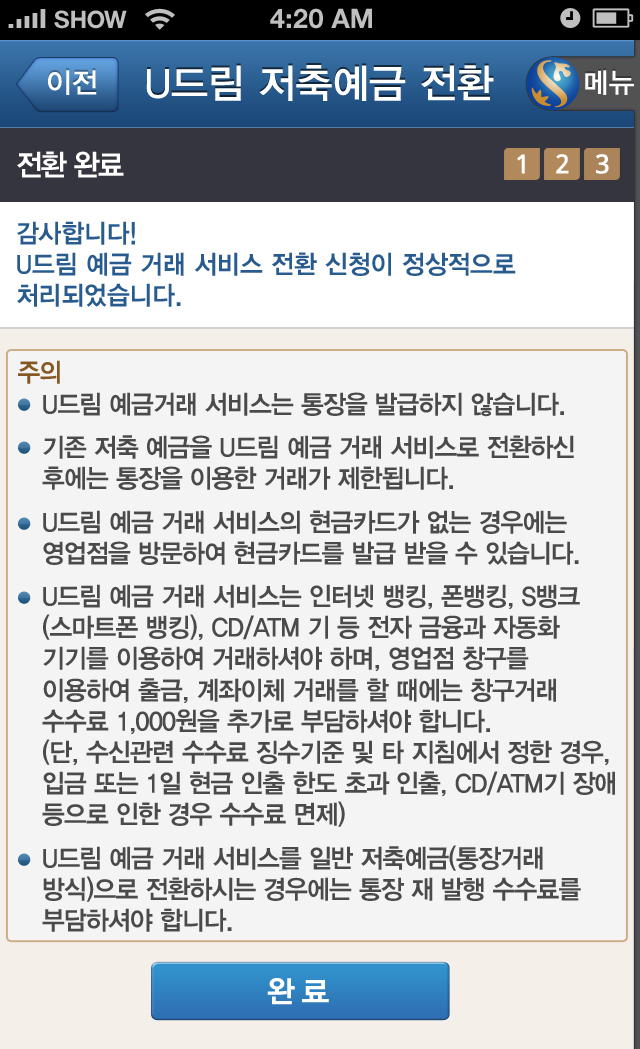 SHOW 4:20 AM
이전 U드림 저축예금 전환 메뉴
전환 완료 1 2 3
감사합니다!
U드림 예금 거래 서비스 전환 신청이 정상적으로
처리되었습니다.
주의
U드림 예금거래 서비스는 통장을 발급하지 않습니다.
기존 저축 예금을 U드림 예금 거래 서비스로 전환하신
후에는 통장을 이용한 거래가 제한됩니다.
U드림 예금 거래 서비스의 현금카드가 없는 경우에는
영업점을 방문하여 현금카드를 발급 받을 수 있습니다.
U드림 예금 거래 서비스는 인터넷 뱅킹, 폰뱅킹, S뱅크
(스마트폰 뱅킹), CD/ATM 기 등 전자 금융과 자동화
기기를 이용하여 거래하셔야 하며, 영업점 창구를
이용하여 출금, 계좌이체 거래를 할 때에는 창구거래
수수료 1,000원을 추가로 부담하셔야 합니다.
(단, 수신관련 수수료 징수기준 및 타 지침에서 정한 경우,
입금 또는 1일 현금 인출 한도 초과 인출, CD/ATM기 장애
등으로 인한 경우 수수료 면제)
U드림 예금 거래 서비스를 일반 저축예금(통장거래
방식)으로 전환하시는 경우에는 통장 재 발행 수수료를
부담하셔야 합니다.
완 료